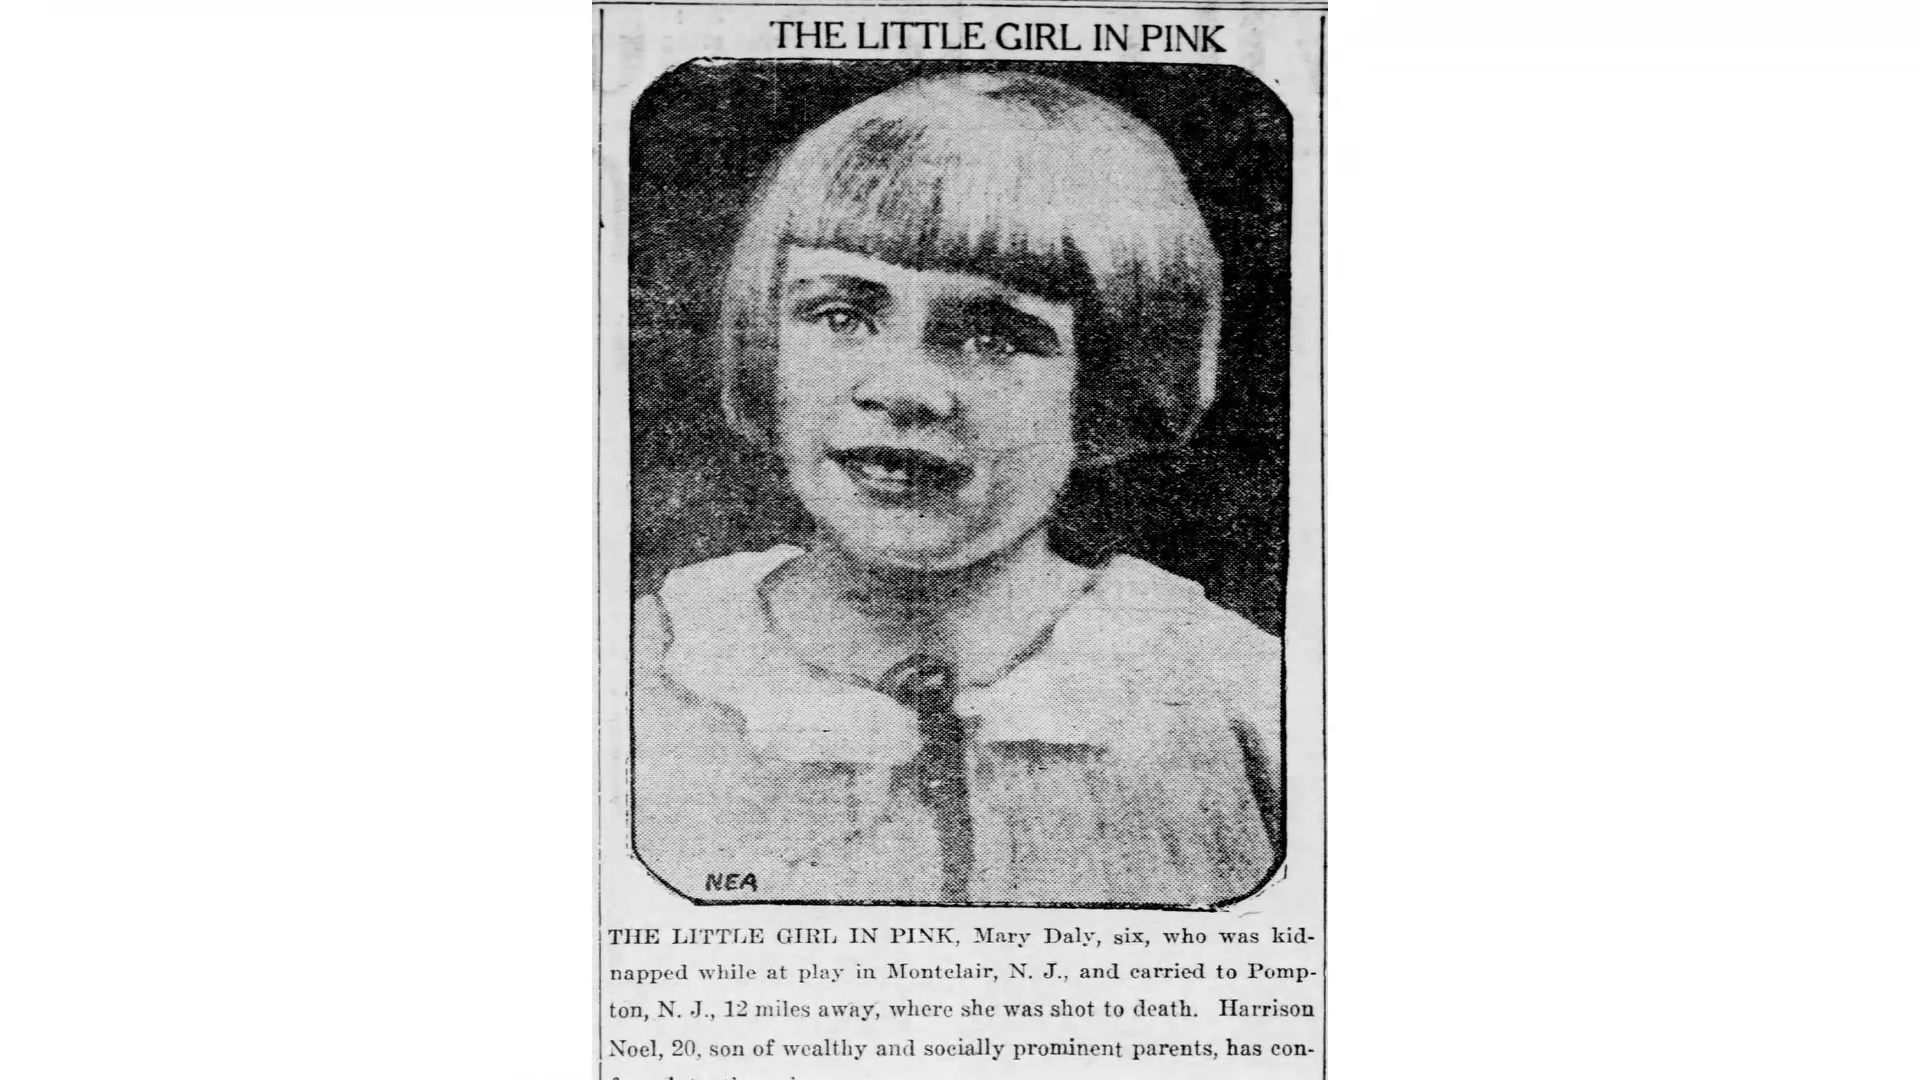 THE LITTLE GIRL IN PINK
NEA
THE LITTLE GIRL IN PINK, Mary Daly, six, who was kid-
napped while at play in Montclair, N. J., and carried to Pomp-
ton, N. J., 12 miles away, where she was shot to death. Harrison
Noel, 20, son of wealthy and socially prominent parents, has con-